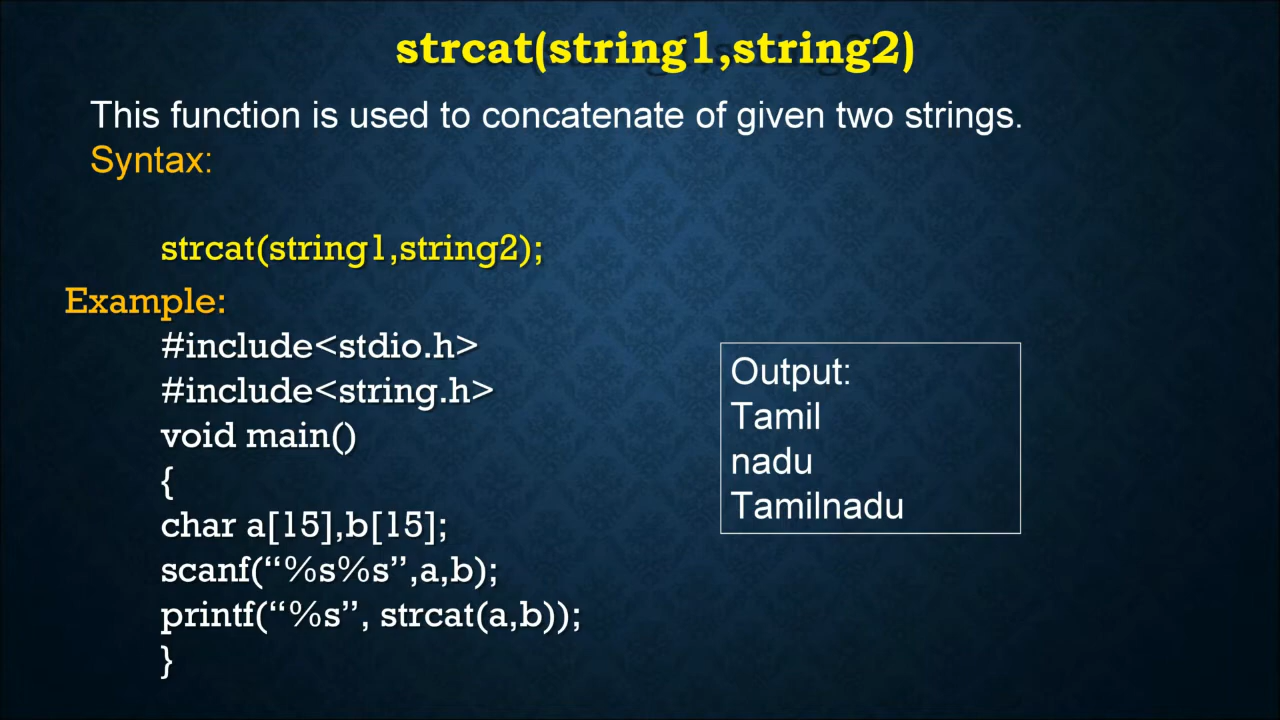 strcat(string1,string2)
This function is used to concatenate of given two strings.
Syntax:
strcat(string1,string2);
Example:
#include<stdio.h>
#include<string.h>
void main()
{
char a[15],b[15];
scanf(“%s%s”,a,b);
printf(“%s”, strcat(a,b));
}
Output:
Tamil
nadu
Tamilnadu